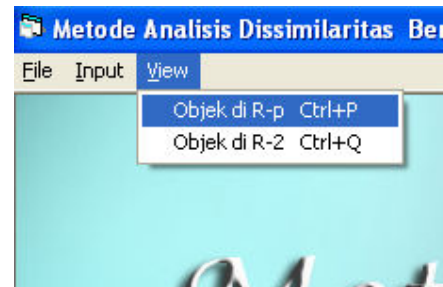 Metode Analisis Dissimilaritas Ber
File Input View
Objek di R-p Ctrl+P
Objek di R-2 Ctrl+Q